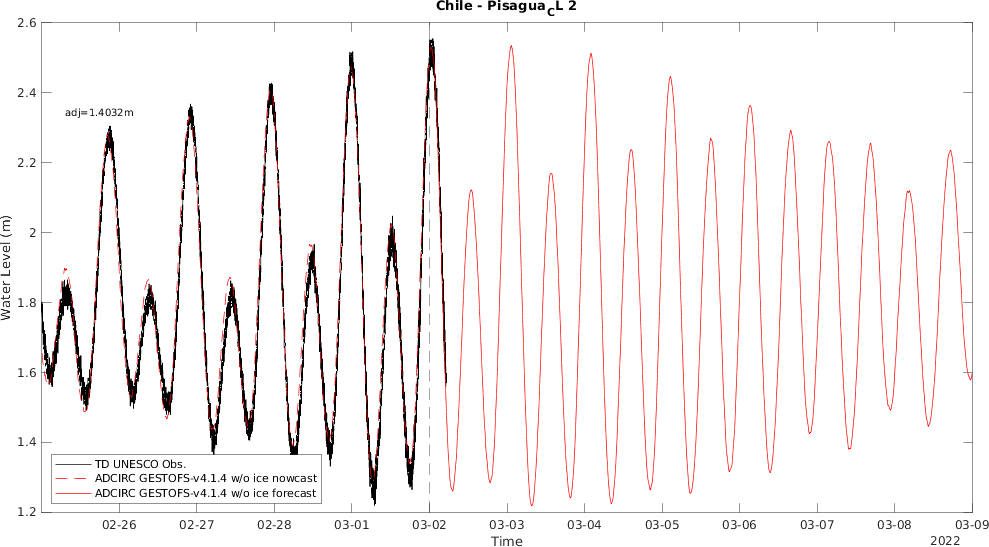 Chile - Pisagua_CL 2
2.6
2.4
2.2
2
1.8
1.6
1.4
1.2
Water Level (m)
adj=1.4032m
TD UNESCO Obs.
ADCIRC GESTOFS-v4.1.4 w/o ice nowcast
ADCIRC GESTOFS-v4.1.4 w/o ice forecast
02-26 02-27 02-28 03-01 03-02 03-03 03-04 03-05 03-06 03-07 03-08 03-09
Time
2022